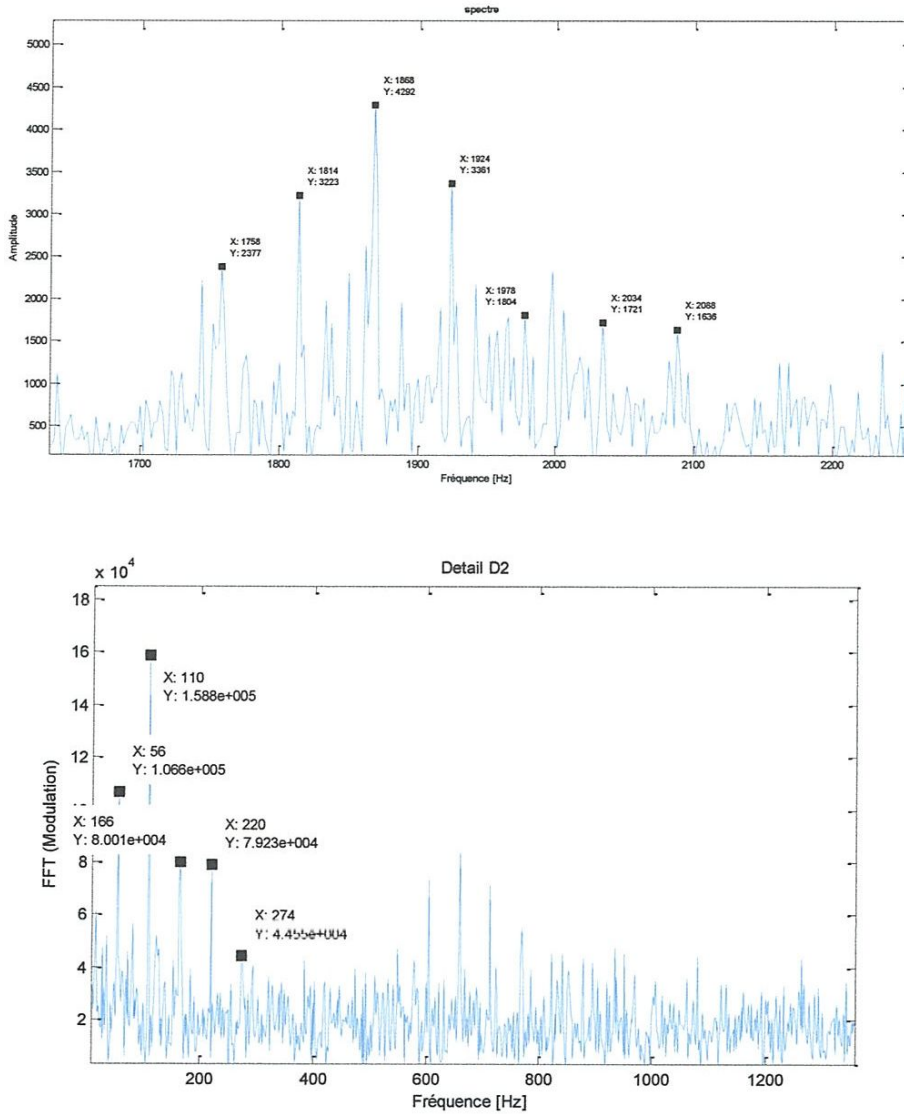 spectre
5000
4500
4000
3500
3000
2500
2000
1500
1000
500
Amplitude
X: 1868
Y: 4292
X: 1814
Y: 3223
X: 1924
Y: 3361
X: 1758
Y: 2377
X: 1978
Y: 1804
X: 2034
Y: 1721
X: 2088
Y: 1636
1700
1800
1900
2000
2100
2200
Fréquence [Hz]
x 10^4
Detail D2
18
16
14
12
8
6
4
2
FFT (Modulation)
X: 110
Y: 1.588e+005
X: 56
Y: 1.066e+005
X: 166
Y: 8.001e+004
X: 220
Y: 7.923e+004
X: 274
Y: 4.455e+004
200
400
600
800
1000
1200
Fréquence [Hz]